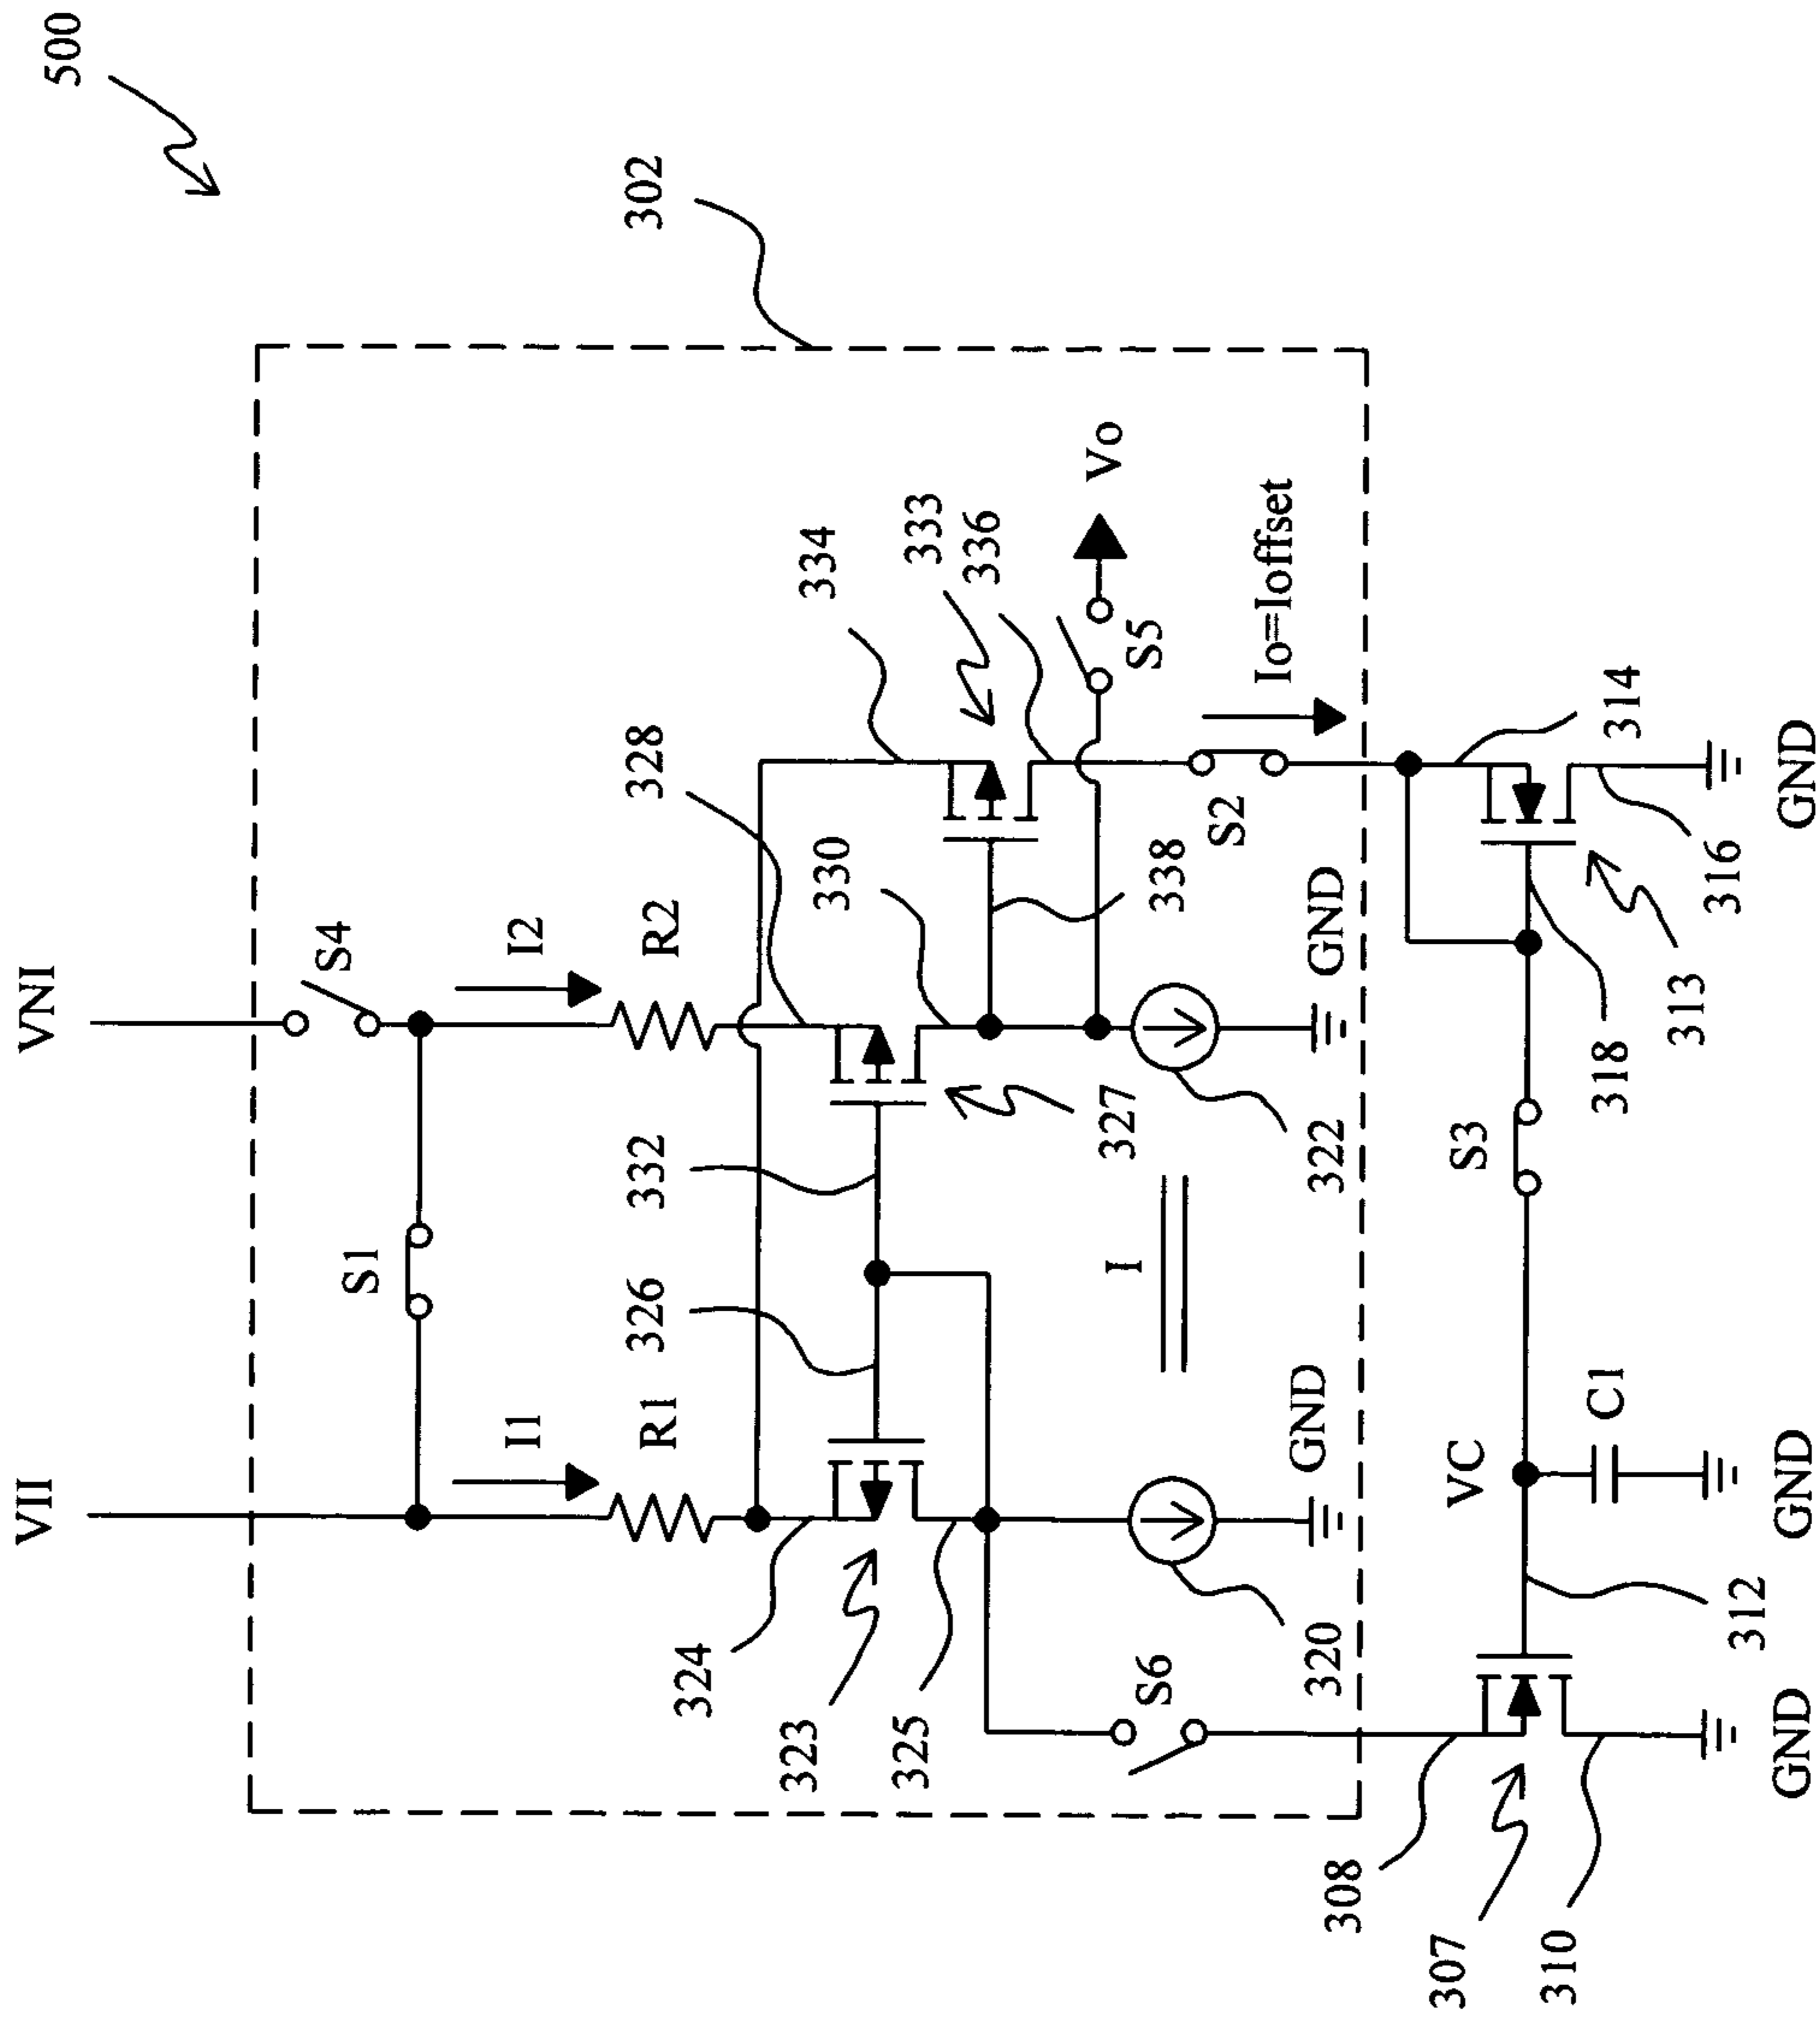 500
302
VII
VNI
S4
S1
I1
I2
R1
R2
328
334
333
336
Vo
S5
Io=Ioffset
326
332
330
338
S2
324
323
325
327
I
GND
GND
320
322
S6
VC
S3
C1
314
316
318
313
312
308
307
310
GND
GND
GND